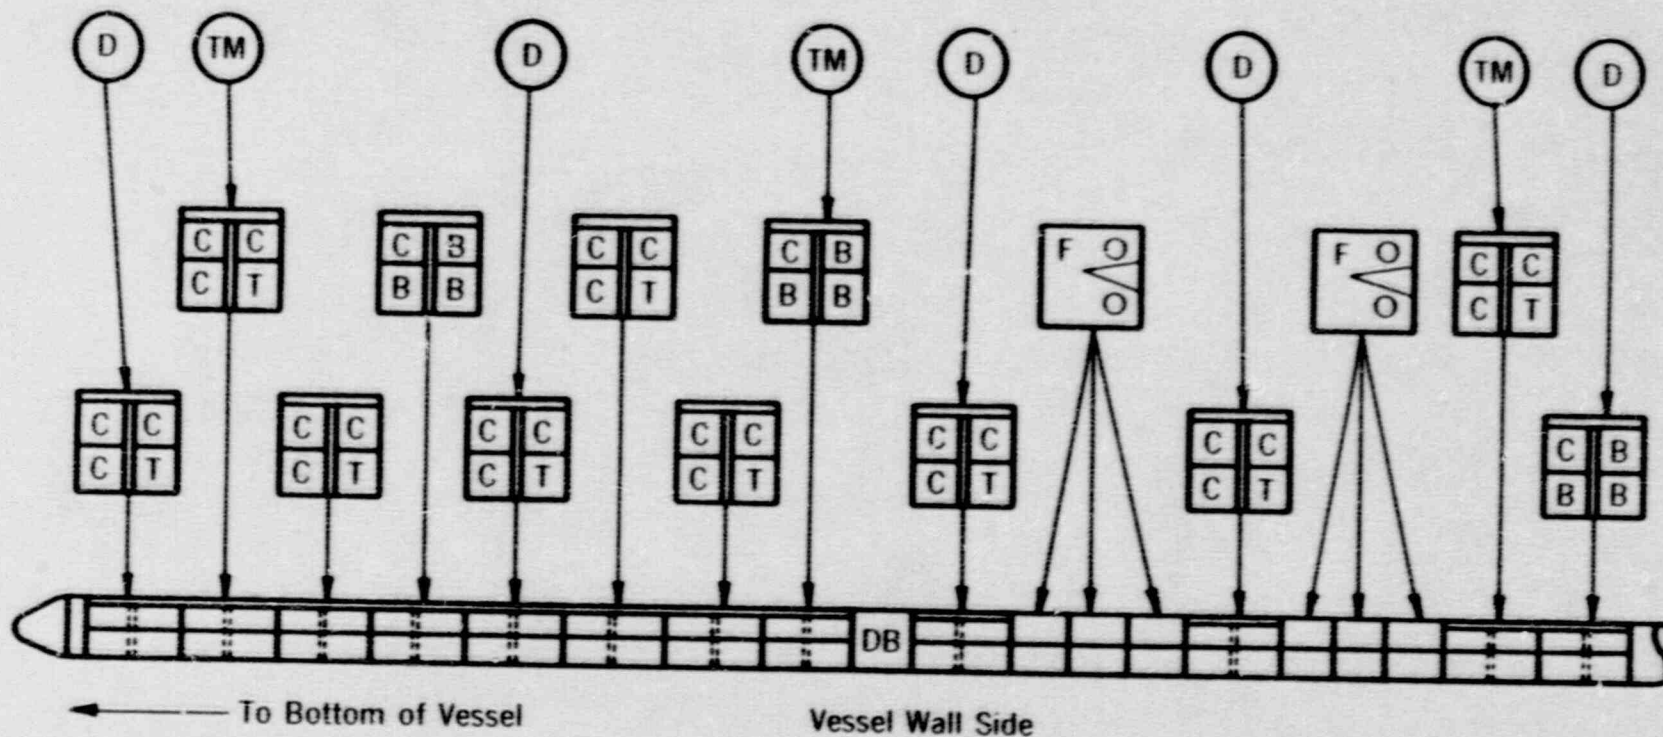 D TM D TM D D TM D
C C C B C C C B F O C C
C T B B C T B B O C T
F O
O
C C C C C C C C C C C C C B
C T C T C T C T C T C T B B
DB
To Bottom of Vessel
Vessel Wall Side